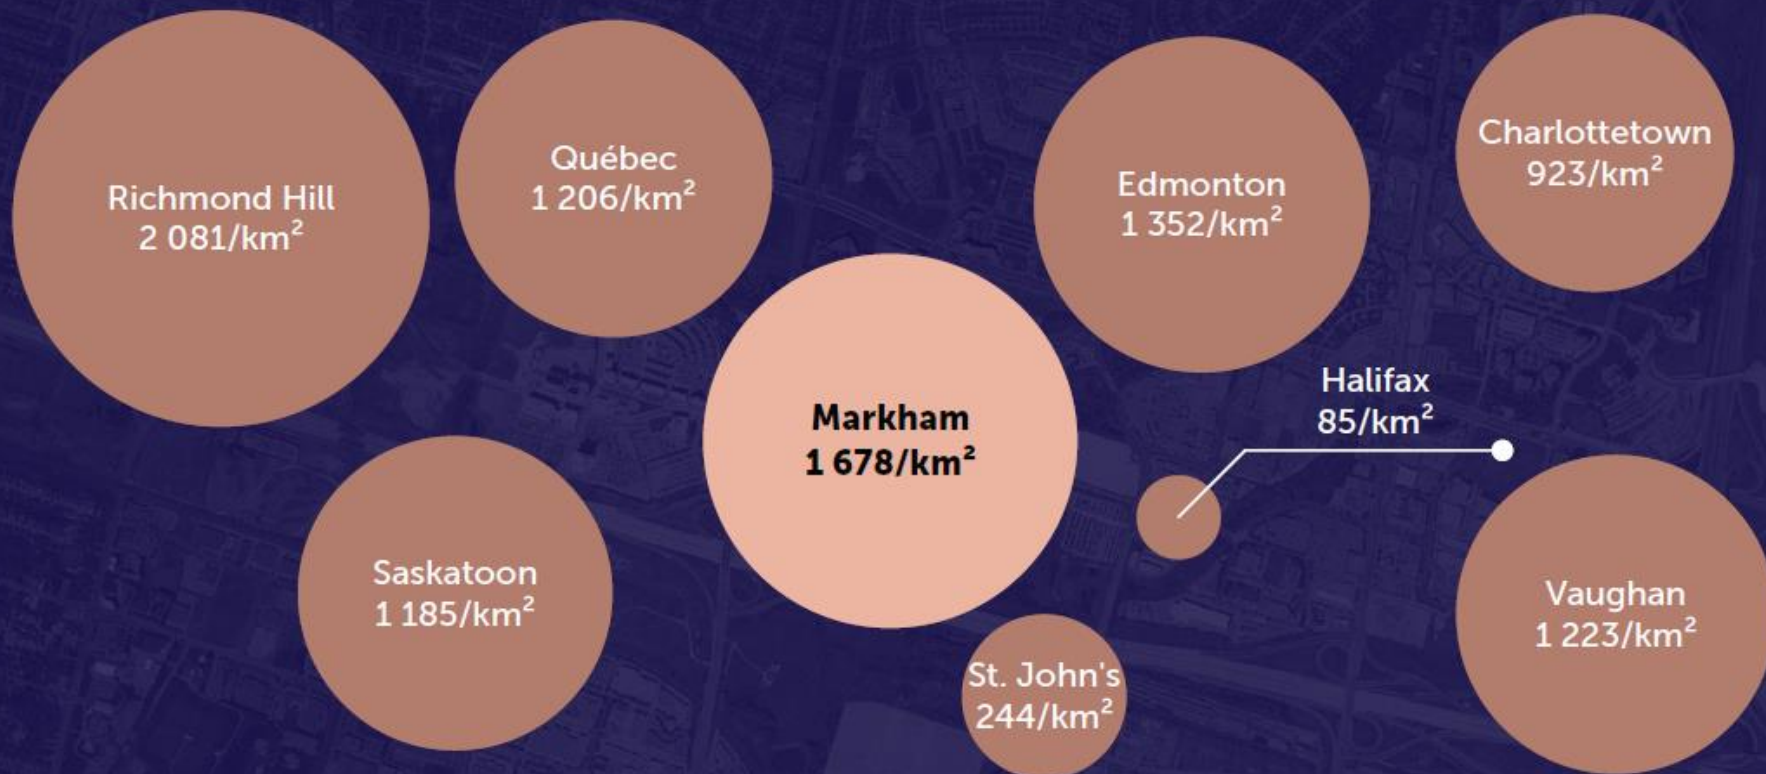 Richmond Hill
2 081/km²
Québec
1 206/km²
Edmonton
1 352/km²
Charlottetown
923/km²
Markham
1 678/km²
Halifax
85/km²
Saskatoon
1 185/km²
St. John's
244/km²
Vaughan
1 223/km²